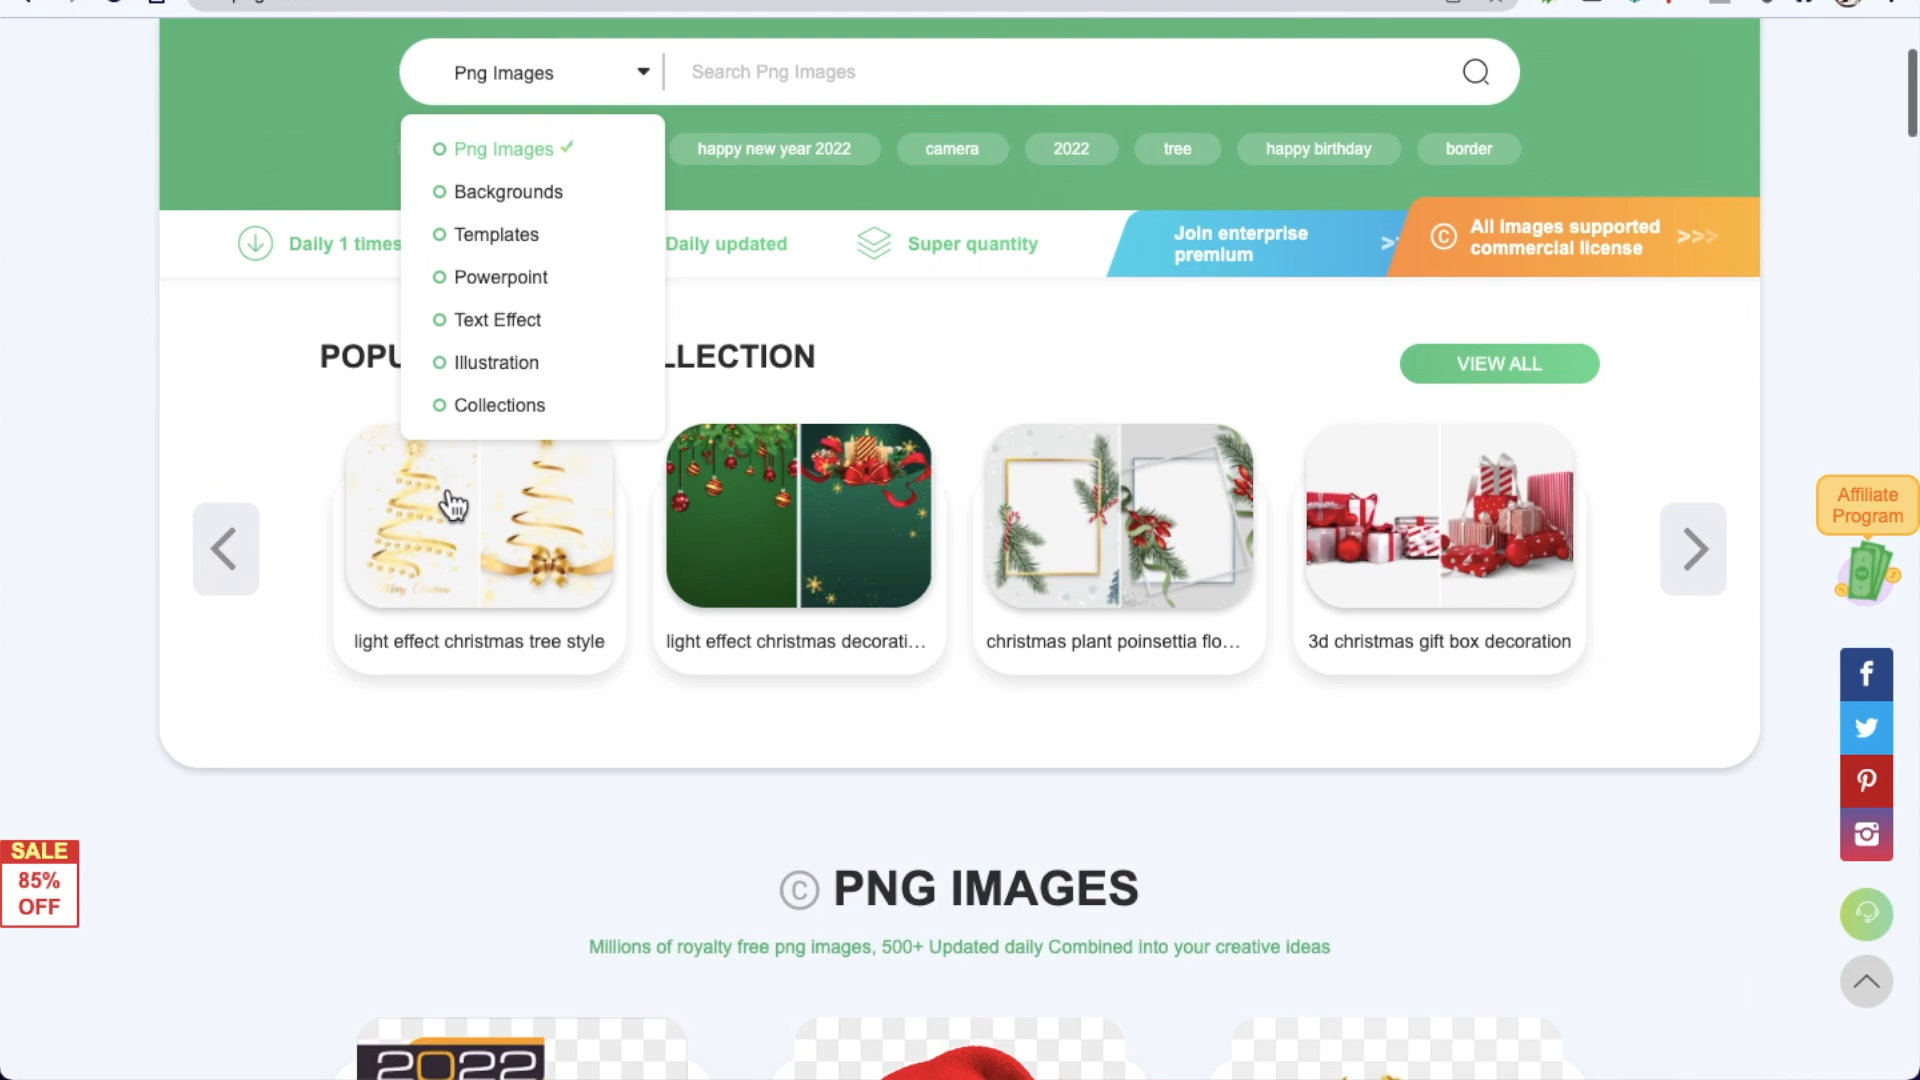 Png Images
Search Png Images
Png Images
Backgrounds
Templates
Powerpoint
Text Effect
Illustration
Collections
happy new year 2022
camera
2022
tree
happy birthday
border
Daily 1 times
Daily updated
Super quantity
Join enterprise
premium
All images supported
commercial license
>>>
POPU
LLECTION
VIEW ALL
light effect christmas tree style
light effect christmas decorati...
christmas plant poinsettia flo...
3d christmas gift box decoration
Affiliate
Program
SALE
85%
OFF
© PNG IMAGES
Millions of royalty free png images, 500+ Updated daily Combined into your creative ideas
2022